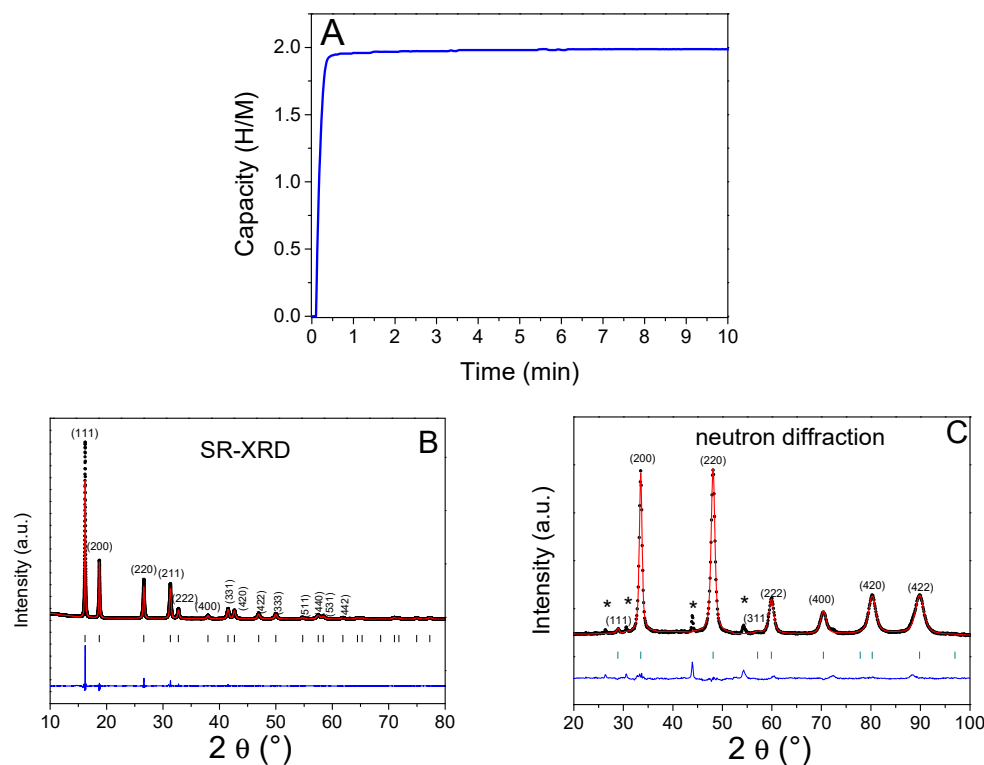 A
Capacity (H/M)
2.0
1.5
1.0
0.5
0.0
0 1 2 3 4 5 6 7 8 9 10
Time (min)
B
SR-XRD
Intensity (a.u.)
(111)
(200)
(220)
(211)
(222)
(400)
(331)
(420)
(422)
(333)
(511)
(440)
(531)
(442)
10 20 30 40 50 60 70 80
2 θ (°)
C
neutron diffraction
Intensity (a.u.)
(200)
(220)
* * * *
(111)
(311)
(222)
(400)
(420)
(422)
20 30 40 50 60 70 80 90 100
2 θ (°)